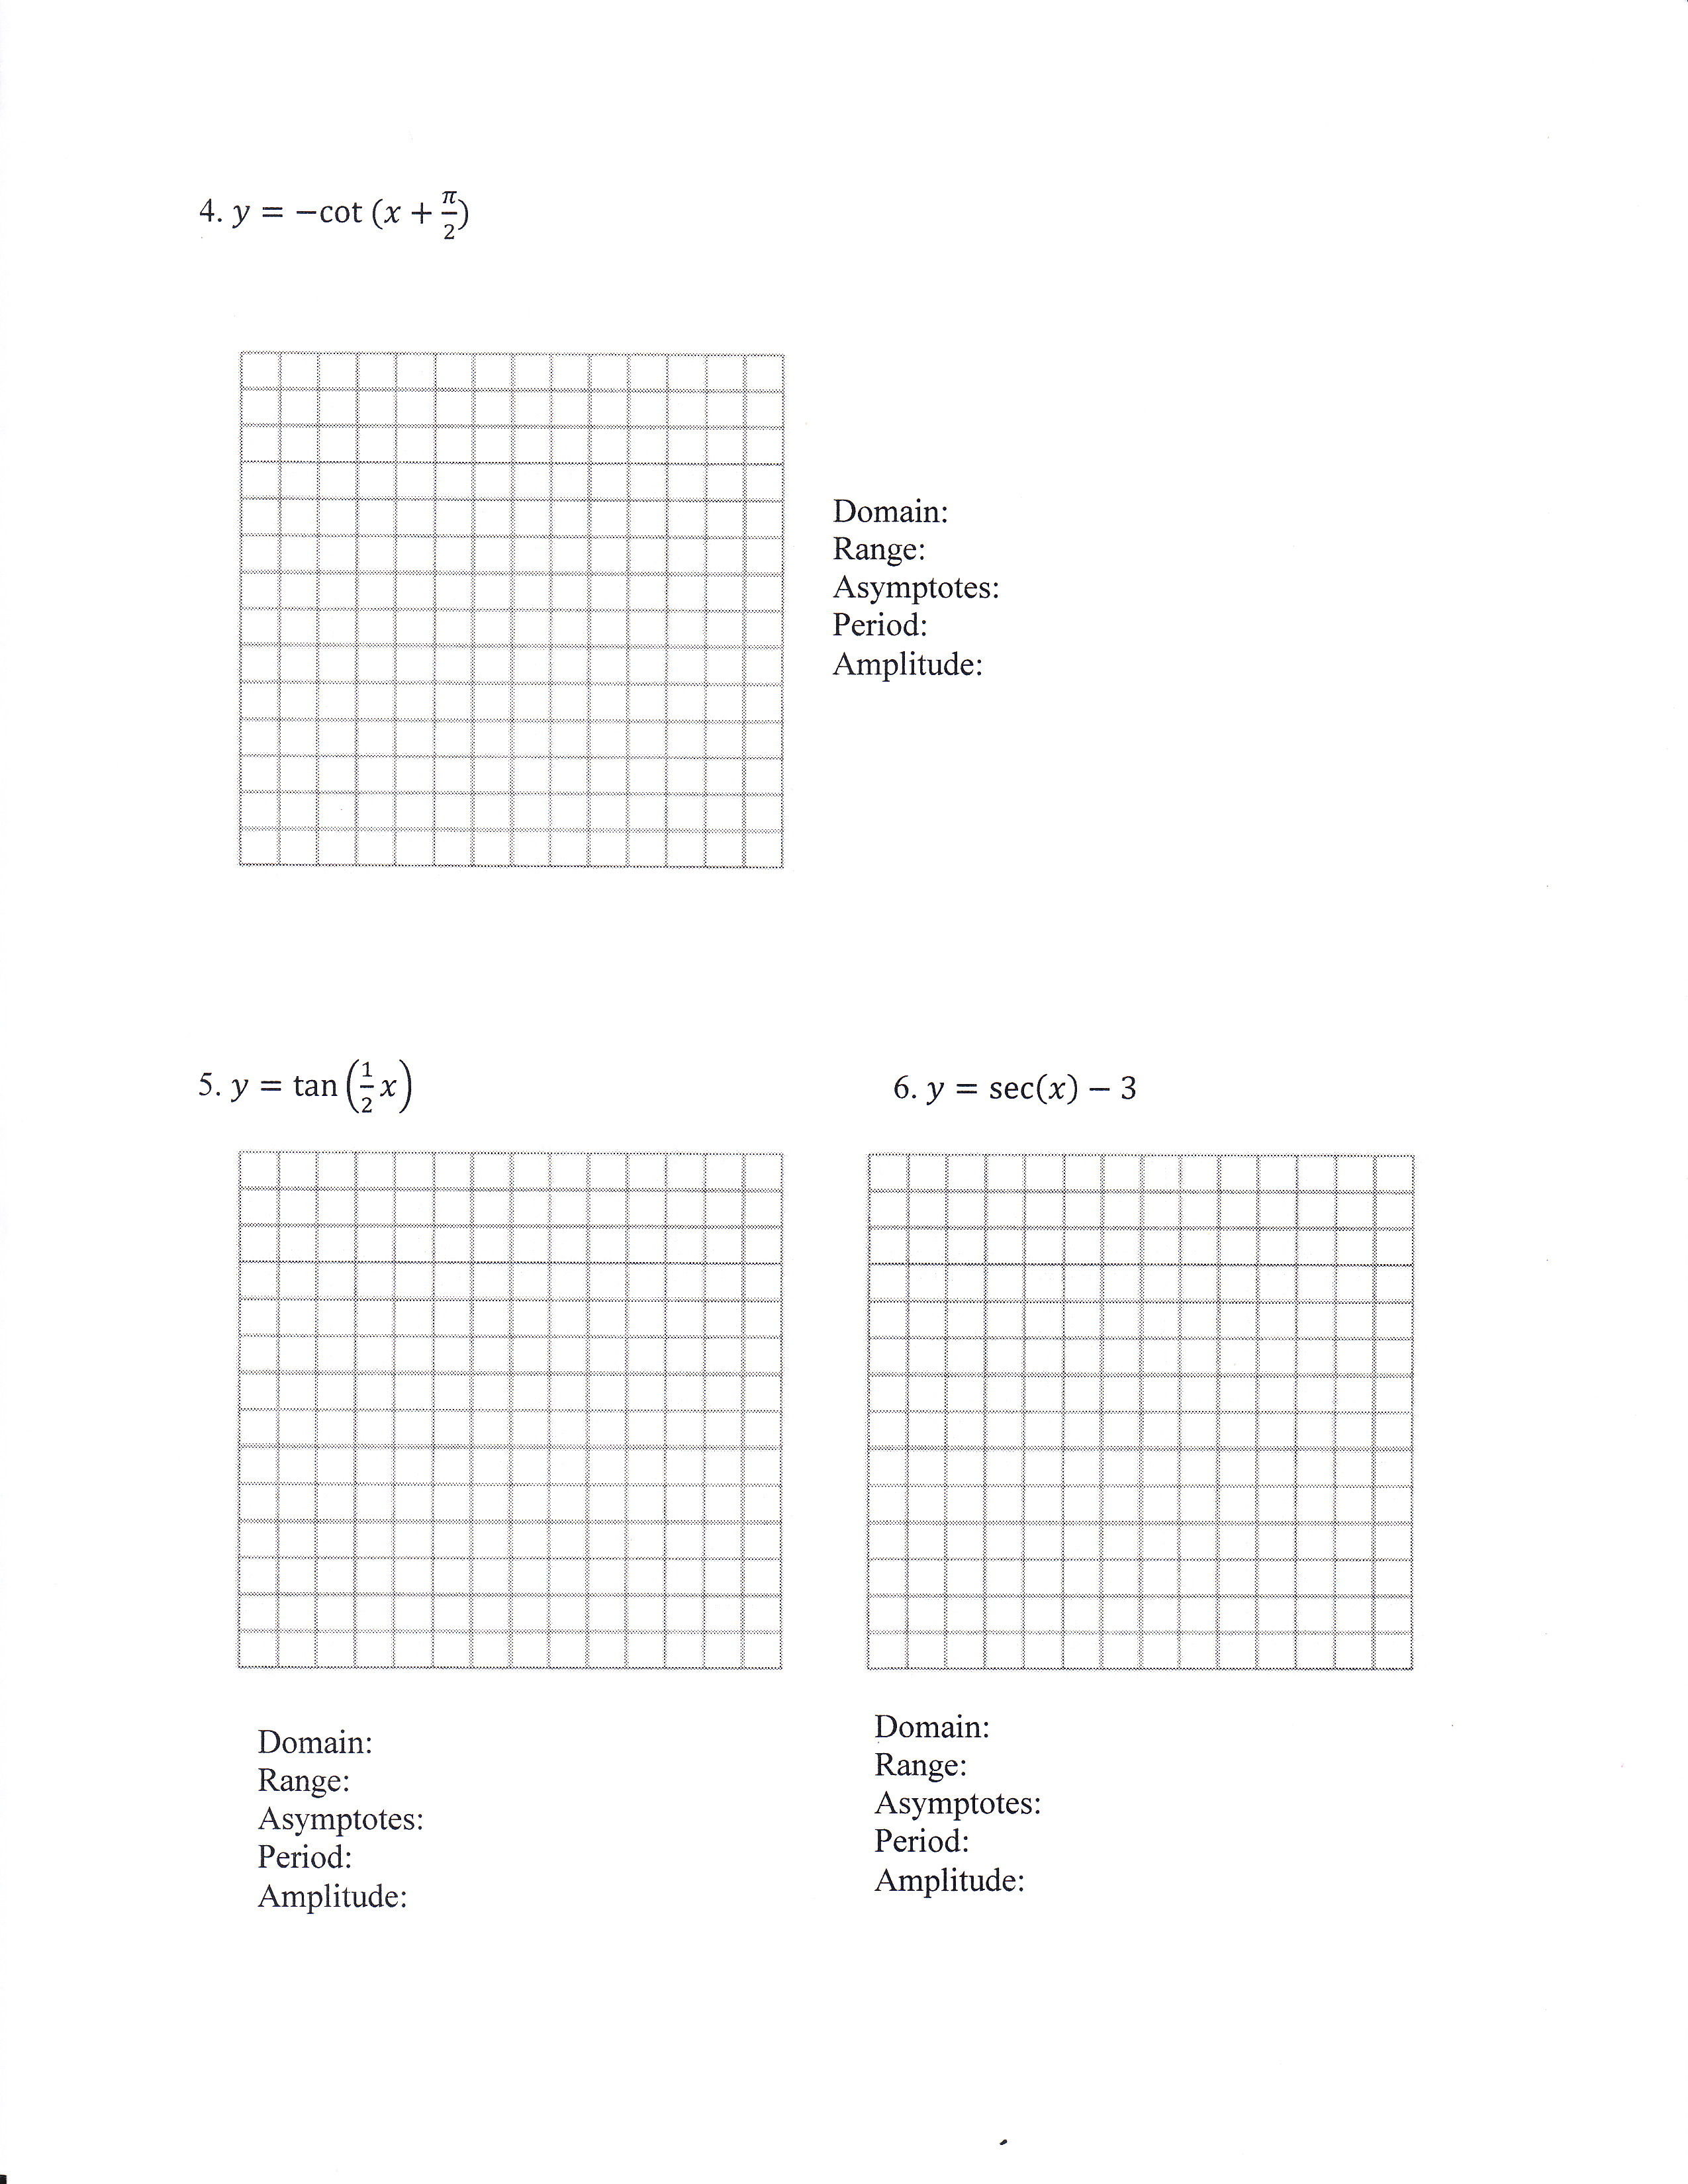 4. y = −cot (x + π/2)
Domain:
Range:
Asymptotes:
Period:
Amplitude:
5. y = tan(1/2 x)
6. y = sec(x) − 3
Domain:
Range:
Asymptotes:
Period:
Amplitude:
Domain:
Range:
Asymptotes:
Period:
Amplitude: